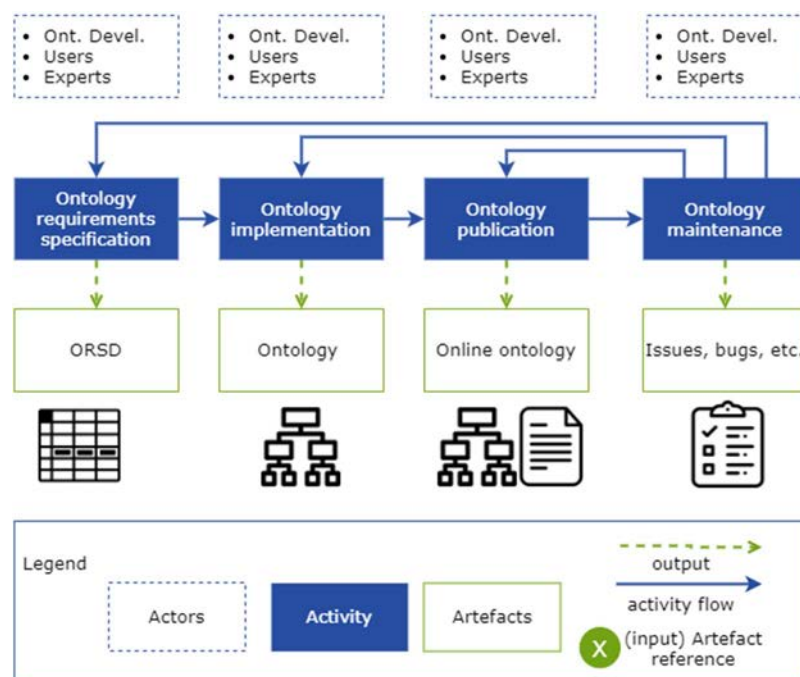 • Ont. Devel.
• Users
• Experts
• Ont. Devel.
• Users
• Experts
• Ont. Devel.
• Users
• Experts
• Ont. Devel.
• Users
• Experts
Ontology
requirements
specification
Ontology
implementation
Ontology
publication
Ontology
maintenance
ORSD
Ontology
Online ontology
Issues, bugs, etc.
Legend
Actors
Activity
Artefacts
output
activity flow
X
(input) Artefact
reference